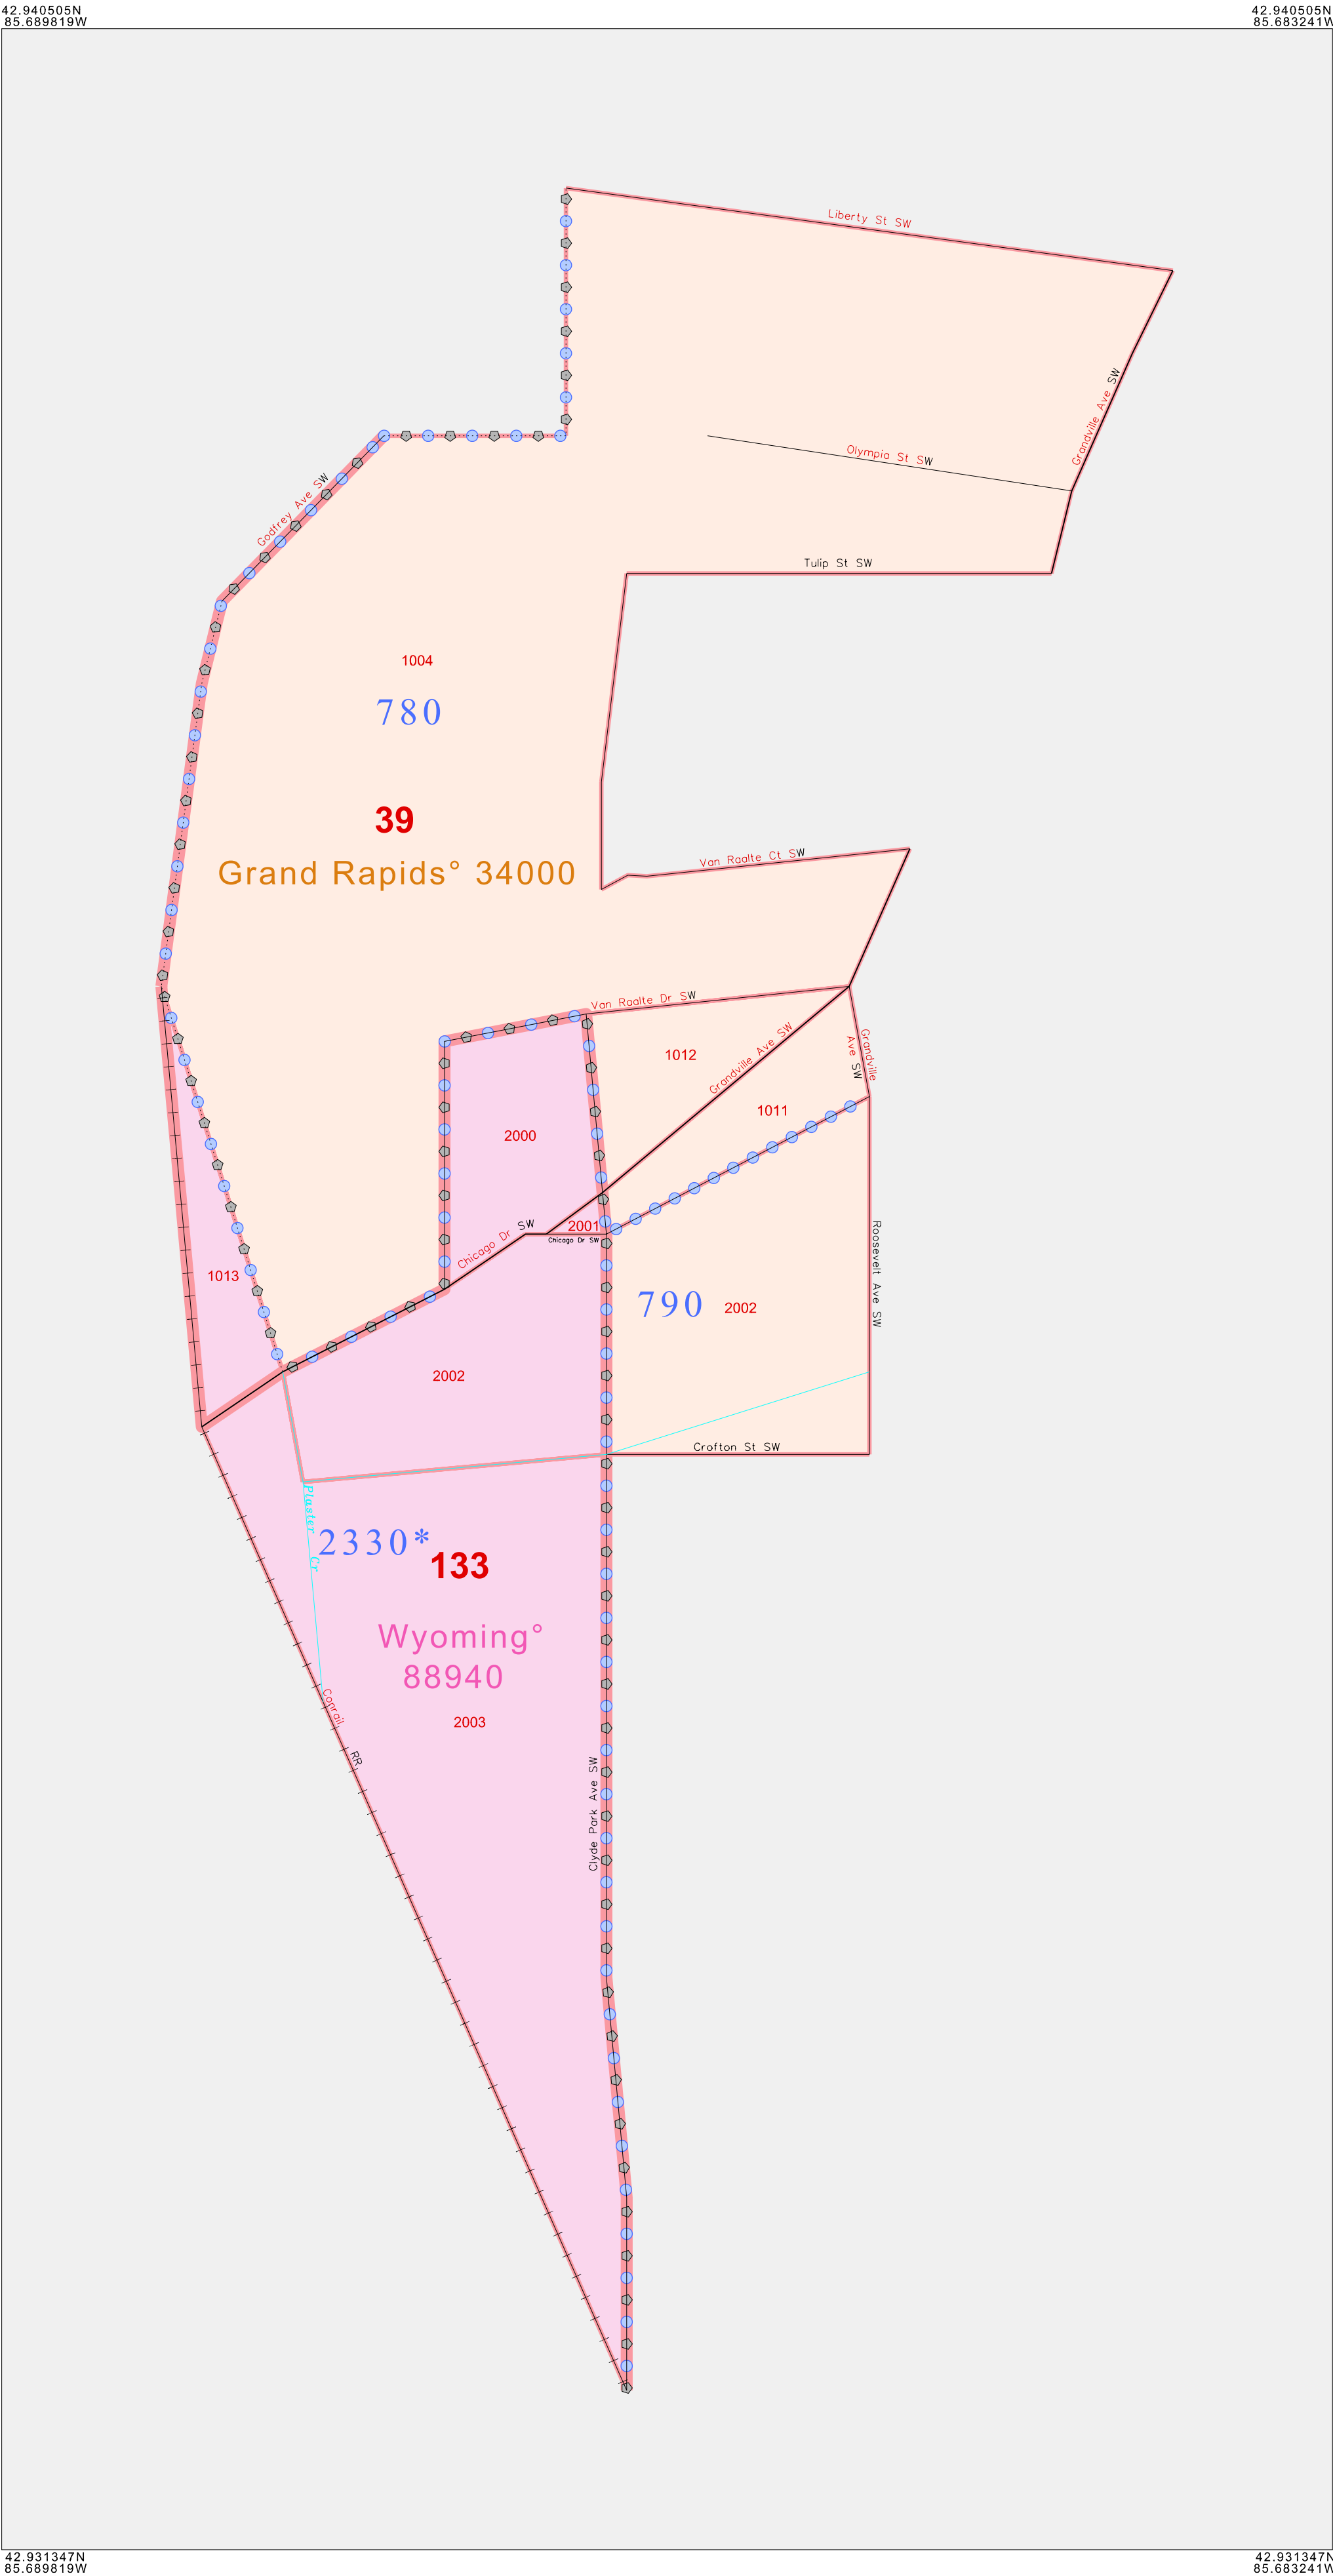 42.940505N
85.689819W
42.940505N
85.683241W
Liberty St SW
Grandville Ave SW
Olympia St SW
Godfrey Ave SW
Tulip St SW
1004
780
39
Grand Rapids° 34000
Van Raalte Ct SW
Van Raalte Dr SW
Grandville Ave SW
Grandville
Ave SW
1012
1011
2000
2001
Chicago Dr SW
Chicago Dr SW
1013
790
2002
Roosevelt Ave SW
2002
Crofton St SW
Plaster Cr
2330*
133
Wyoming°
88940
2003
Conrail RR
Clyde Park Ave SW
42.931347N
85.689819W
42.931347N
85.683241W